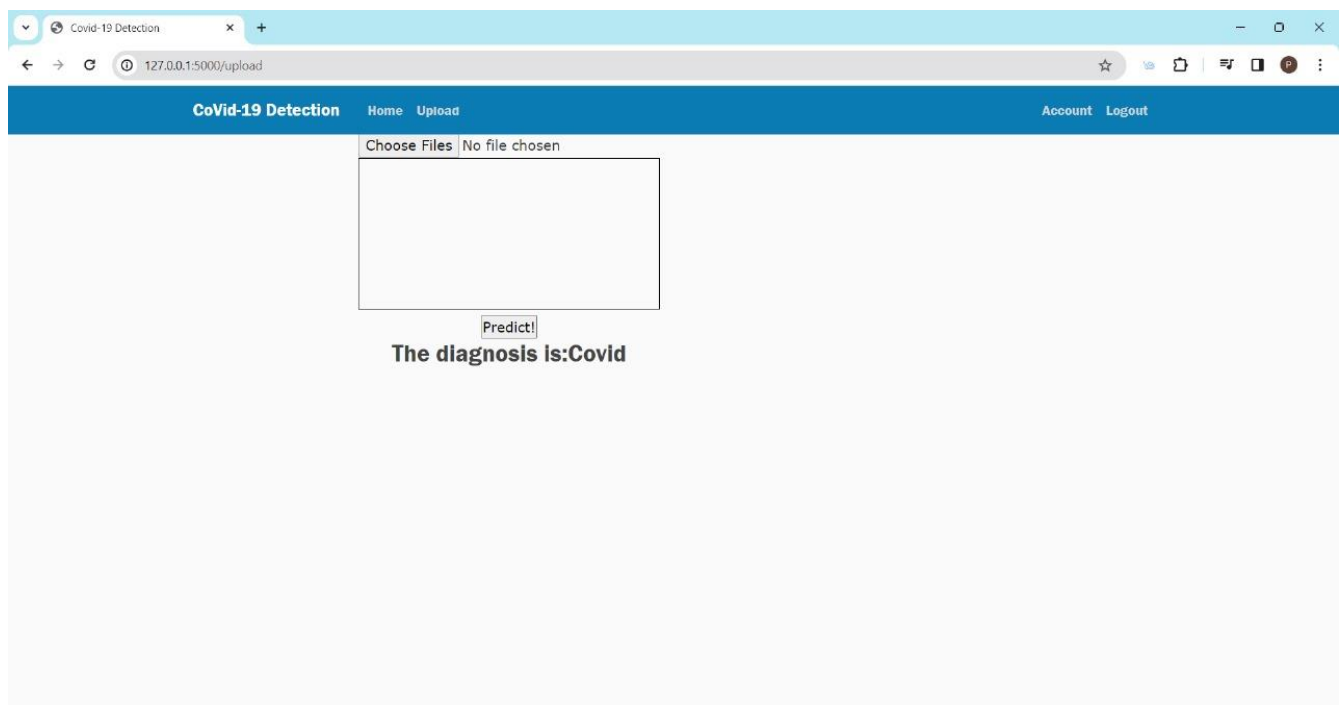 Covid-19 Detection
127.0.0.1:5000/upload
P
CoVid-19 Detection Home Upload Account Logout
Choose Files No file chosen
Predict!
The diagnosis is:Covid